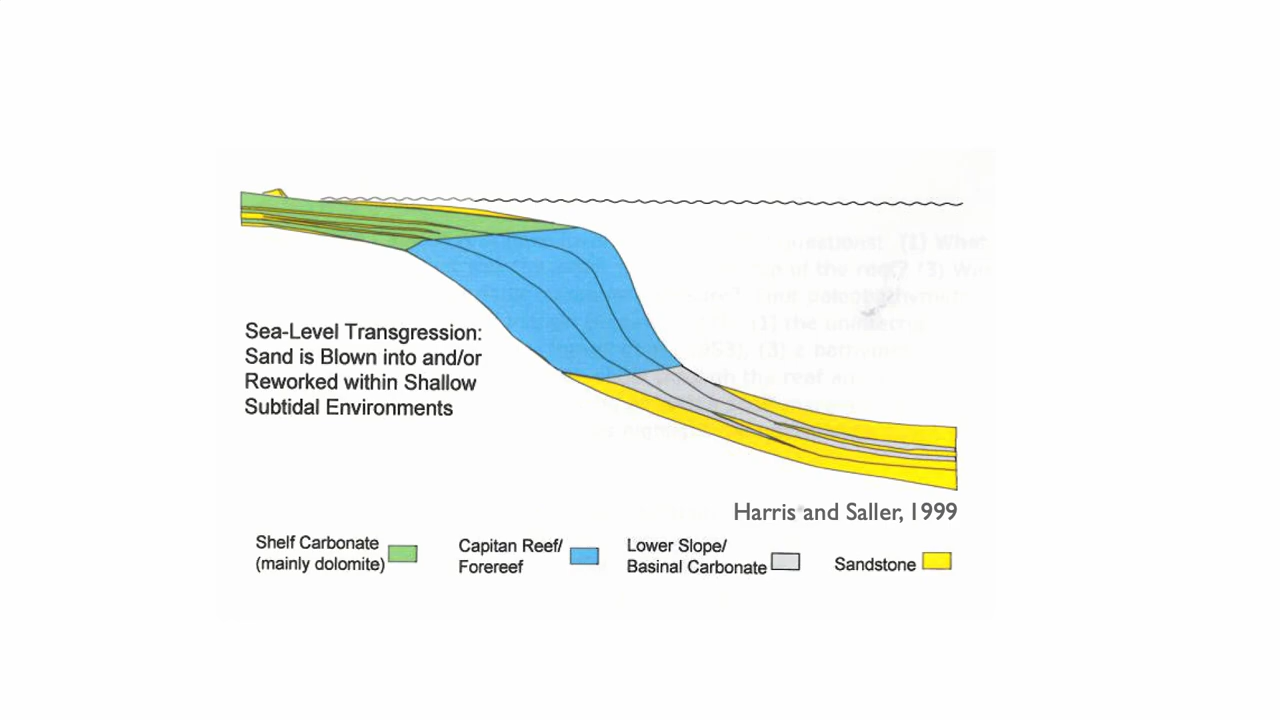 Sea-Level Transgression:
Sand is Blown into and/or
Reworked within Shallow
Subtidal Environments
Harris and Saller, 1999
Shelf Carbonate
(mainly dolomite)
Capitan Reef/
Forereef
Lower Slope/
Basinal Carbonate
Sandstone